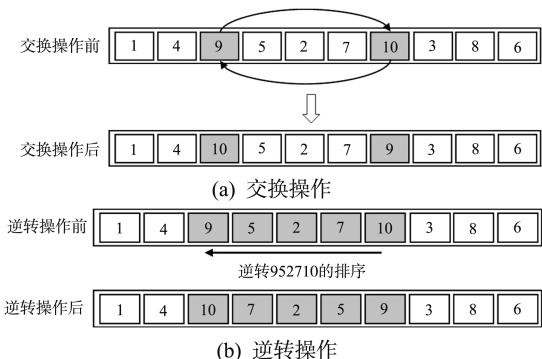 交换操作前 1 4 9 5 2 7 10 3 8 6
交换操作后 1 4 10 5 2 7 9 3 8 6
(a) 交换操作
逆转操作前 1 4 9 5 2 7 10 3 8 6
逆转952710的排序
逆转操作后 1 4 10 7 2 5 9 3 8 6
(b) 逆转操作